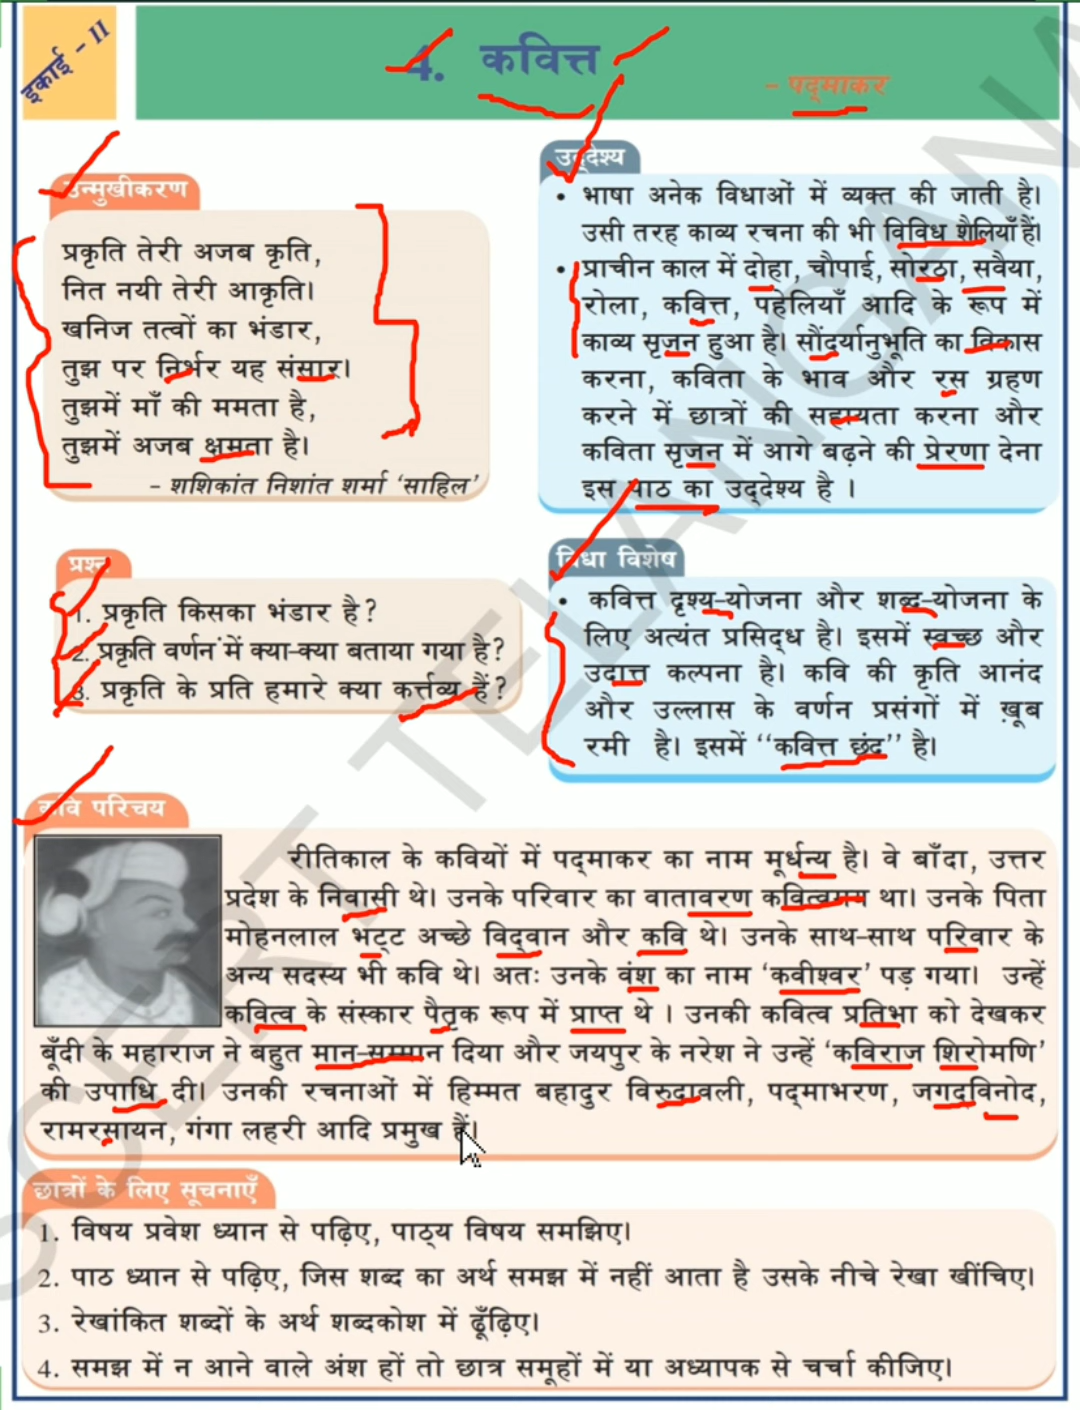 इकाई - II
4. कवित्त
- पद्माकर
उन्मुखीकरण
प्रकृति तेरी अजब कृति,
नित नयी तेरी आकृति।
खनिज तत्वों का भंडार,
तुझ पर निर्भर यह संसार।
तुझमें माँ की ममता है,
तुझमें अजब क्षमता है।
- शशिकांत निशांत शर्मा ‘साहिल’
उद्देश्य
• भाषा अनेक विधाओं में व्यक्त की जाती है।
उसी तरह काव्य रचना की भी विविध शैलियाँ हैं।
• प्राचीन काल में दोहा, चौपाई, सोरठा, सवैया,
रोला, कवित्त, पहेलियाँ आदि के रूप में
काव्य सृजन हुआ है। सौंदर्यानुभूति का विकास
करना, कविता के भाव और रस ग्रहण
करने में छात्रों की सहायता करना और
कविता सृजन में आगे बढ़ने की प्रेरणा देना
इस पाठ का उद्देश्य है ।
प्रश्न
1. प्रकृति किसका भंडार है?
2. प्रकृति वर्णन में क्या-क्या बताया गया है?
3. प्रकृति के प्रति हमारे क्या कर्त्तव्य हैं?
विधा विशेष
• कवित्त दृश्य-योजना और शब्द-योजना के
लिए अत्यंत प्रसिद्ध है। इसमें स्वच्छ और
उदात्त कल्पना है। कवि की कृति आनंद
और उल्लास के वर्णन प्रसंगों में ख़ूब
रमी है। इसमें ‘‘कवित्त छंद’’ है।
कवि परिचय
रीतिकाल के कवियों में पद्माकर का नाम मूर्धन्य है। वे बाँदा, उत्तर
प्रदेश के निवासी थे। उनके परिवार का वातावरण कवित्वमय था। उनके पिता
मोहनलाल भट्ट अच्छे विद्वान और कवि थे। उनके साथ-साथ परिवार के
अन्य सदस्य भी कवि थे। अतः उनके वंश का नाम ‘कवीश्वर’ पड़ गया। उन्हें
कवित्व के संस्कार पैतृक रूप में प्राप्त थे । उनकी कवित्व प्रतिभा को देखकर
बूँदी के महाराज ने बहुत मान-सम्मान दिया और जयपुर के नरेश ने उन्हें ‘कविराज शिरोमणि’
की उपाधि दी। उनकी रचनाओं में हिम्मत बहादुर विरुदावली, पद्माभरण, जगद्विनोद,
रामरसायन, गंगा लहरी आदि प्रमुख हैं।
छात्रों के लिए सूचनाएँ
1. विषय प्रवेश ध्यान से पढ़िए, पाठ्य विषय समझिए।
2. पाठ ध्यान से पढ़िए, जिस शब्द का अर्थ समझ में नहीं आता है उसके नीचे रेखा खींचिए।
3. रेखांकित शब्दों के अर्थ शब्दकोश में ढूँढ़िए।
4. समझ में न आने वाले अंश हों तो छात्र समूहों में या अध्यापक से चर्चा कीजिए।
SCERT TELANGANA